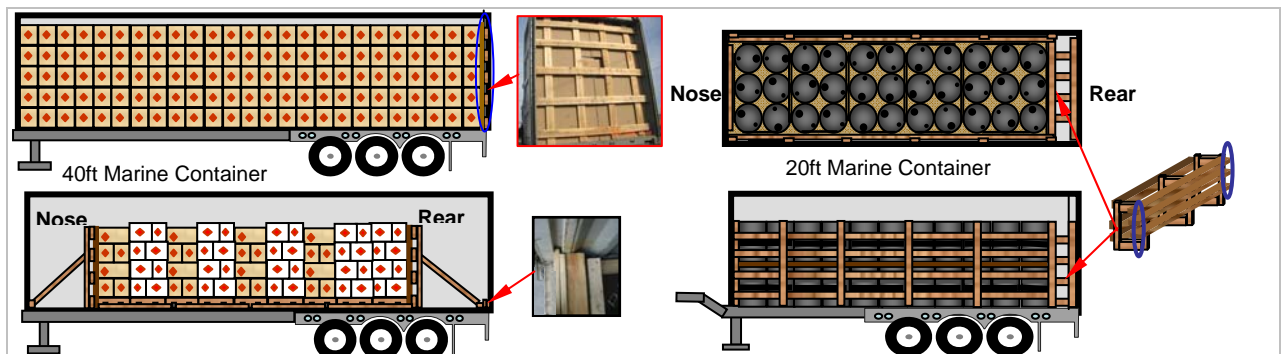 40ft Marine Container
Nose
Rear
Nose
Rear
20ft Marine Container